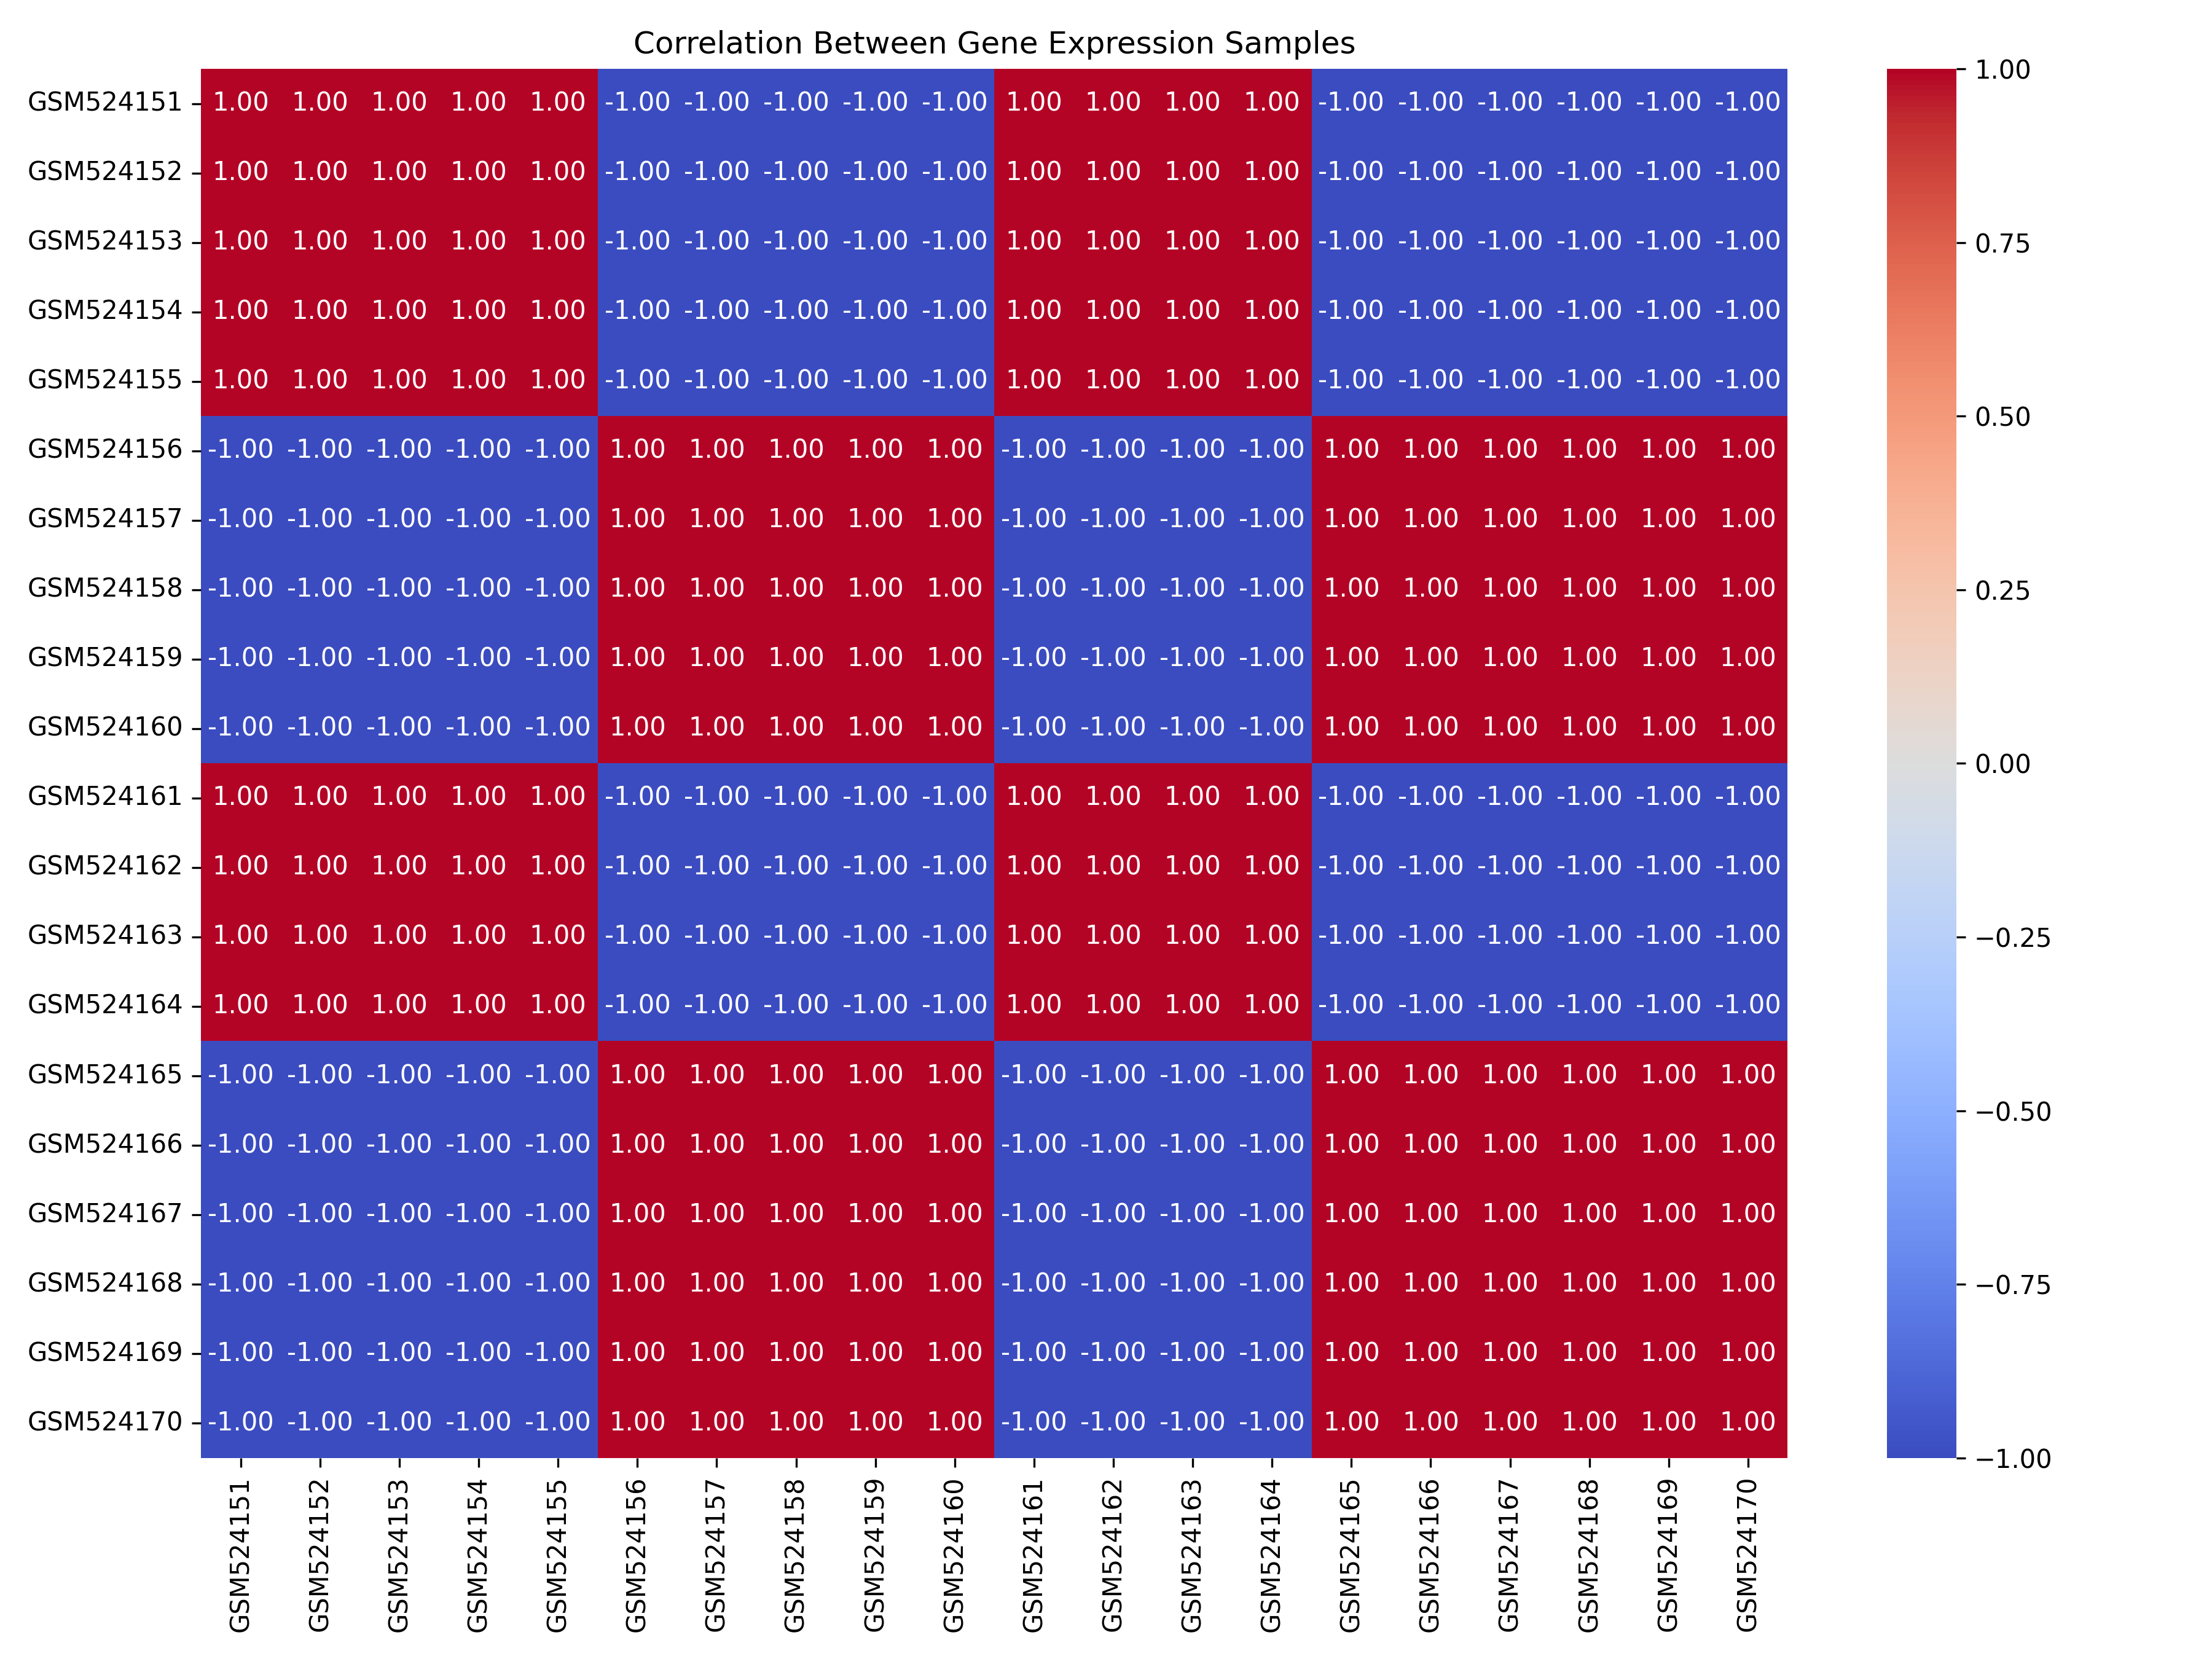 Correlation Between Gene Expression Samples
GSM524151 1.00 1.00 1.00 1.00 1.00 -1.00 -1.00 -1.00 -1.00 -1.00 1.00 1.00 1.00 1.00 -1.00 -1.00 -1.00 -1.00 -1.00 -1.00
GSM524152 1.00 1.00 1.00 1.00 1.00 -1.00 -1.00 -1.00 -1.00 -1.00 1.00 1.00 1.00 1.00 -1.00 -1.00 -1.00 -1.00 -1.00 -1.00
GSM524153 1.00 1.00 1.00 1.00 1.00 -1.00 -1.00 -1.00 -1.00 -1.00 1.00 1.00 1.00 1.00 -1.00 -1.00 -1.00 -1.00 -1.00 -1.00
GSM524154 1.00 1.00 1.00 1.00 1.00 -1.00 -1.00 -1.00 -1.00 -1.00 1.00 1.00 1.00 1.00 -1.00 -1.00 -1.00 -1.00 -1.00 -1.00
GSM524155 1.00 1.00 1.00 1.00 1.00 -1.00 -1.00 -1.00 -1.00 -1.00 1.00 1.00 1.00 1.00 -1.00 -1.00 -1.00 -1.00 -1.00 -1.00
GSM524156 -1.00 -1.00 -1.00 -1.00 -1.00 1.00 1.00 1.00 1.00 1.00 -1.00 -1.00 -1.00 -1.00 1.00 1.00 1.00 1.00 1.00 1.00
GSM524157 -1.00 -1.00 -1.00 -1.00 -1.00 1.00 1.00 1.00 1.00 1.00 -1.00 -1.00 -1.00 -1.00 1.00 1.00 1.00 1.00 1.00 1.00
GSM524158 -1.00 -1.00 -1.00 -1.00 -1.00 1.00 1.00 1.00 1.00 1.00 -1.00 -1.00 -1.00 -1.00 1.00 1.00 1.00 1.00 1.00 1.00
GSM524159 -1.00 -1.00 -1.00 -1.00 -1.00 1.00 1.00 1.00 1.00 1.00 -1.00 -1.00 -1.00 -1.00 1.00 1.00 1.00 1.00 1.00 1.00
GSM524160 -1.00 -1.00 -1.00 -1.00 -1.00 1.00 1.00 1.00 1.00 1.00 -1.00 -1.00 -1.00 -1.00 1.00 1.00 1.00 1.00 1.00 1.00
GSM524161 1.00 1.00 1.00 1.00 1.00 -1.00 -1.00 -1.00 -1.00 -1.00 1.00 1.00 1.00 1.00 -1.00 -1.00 -1.00 -1.00 -1.00 -1.00
GSM524162 1.00 1.00 1.00 1.00 1.00 -1.00 -1.00 -1.00 -1.00 -1.00 1.00 1.00 1.00 1.00 -1.00 -1.00 -1.00 -1.00 -1.00 -1.00
GSM524163 1.00 1.00 1.00 1.00 1.00 -1.00 -1.00 -1.00 -1.00 -1.00 1.00 1.00 1.00 1.00 -1.00 -1.00 -1.00 -1.00 -1.00 -1.00
GSM524164 1.00 1.00 1.00 1.00 1.00 -1.00 -1.00 -1.00 -1.00 -1.00 1.00 1.00 1.00 1.00 -1.00 -1.00 -1.00 -1.00 -1.00 -1.00
GSM524165 -1.00 -1.00 -1.00 -1.00 -1.00 1.00 1.00 1.00 1.00 1.00 -1.00 -1.00 -1.00 -1.00 1.00 1.00 1.00 1.00 1.00 1.00
GSM524166 -1.00 -1.00 -1.00 -1.00 -1.00 1.00 1.00 1.00 1.00 1.00 -1.00 -1.00 -1.00 -1.00 1.00 1.00 1.00 1.00 1.00 1.00
GSM524167 -1.00 -1.00 -1.00 -1.00 -1.00 1.00 1.00 1.00 1.00 1.00 -1.00 -1.00 -1.00 -1.00 1.00 1.00 1.00 1.00 1.00 1.00
GSM524168 -1.00 -1.00 -1.00 -1.00 -1.00 1.00 1.00 1.00 1.00 1.00 -1.00 -1.00 -1.00 -1.00 1.00 1.00 1.00 1.00 1.00 1.00
GSM524169 -1.00 -1.00 -1.00 -1.00 -1.00 1.00 1.00 1.00 1.00 1.00 -1.00 -1.00 -1.00 -1.00 1.00 1.00 1.00 1.00 1.00 1.00
GSM524170 -1.00 -1.00 -1.00 -1.00 -1.00 1.00 1.00 1.00 1.00 1.00 -1.00 -1.00 -1.00 -1.00 1.00 1.00 1.00 1.00 1.00 1.00
GSM524151
GSM524152
GSM524153
GSM524154
GSM524155
GSM524156
GSM524157
GSM524158
GSM524159
GSM524160
GSM524161
GSM524162
GSM524163
GSM524164
GSM524165
GSM524166
GSM524167
GSM524168
GSM524169
GSM524170
1.00
0.75
0.50
0.25
0.00
−0.25
−0.50
−0.75
−1.00